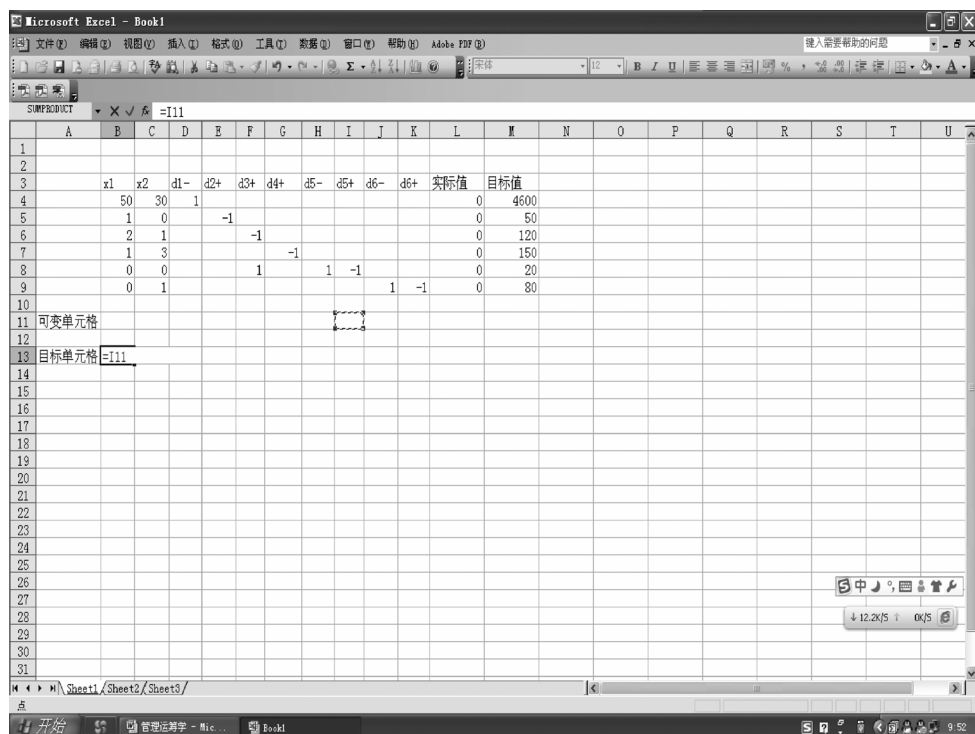 Microsoft Excel - Book1
文件(F) 编辑(E) 视图(V) 插入(I) 格式(O) 工具(T) 数据(D) 窗口(W) 帮助(H) Adobe PDF(B) 键入需要帮助的问题
宋体 12 B I U
SUMPRODUCT =I11
A B C D E F G H I J K L M N O P Q R S T U
1
2
3 x1 x2 d1- d2+ d3+ d4+ d5- d5+ d6- d6+ 实际值 目标值
4 50 30 1 0 4600
5 1 0 -1 0 50
6 2 1 -1 0 120
7 1 3 -1 0 150
8 0 0 1 1 -1 0 20
9 0 1 1 -1 0 80
10
11 可变单元格
12
13 目标单元格 =I11
14
15
16
17
18
19
20
21
22
23
24
25
26 中
27
28 12.2K/S 0K/S
29
30
31
Sheet1 Sheet2 Sheet3
点
开始 管理运筹学 - Mic... Book1 9:52